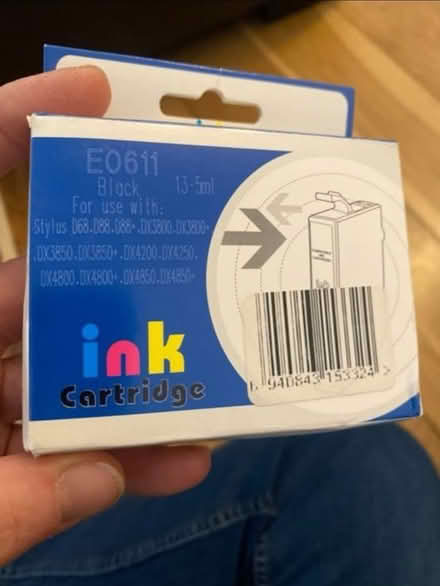 E0611
Black 13-5ml
For use with:
Stylus D68.D88.D88+.DX3800.DX3800+
.DX3850.DX3850+.DX4200.DX4250.
DX4800.DX4800+.DX4850.DX4850+
ink
Cartridge
6 940843 153324 >